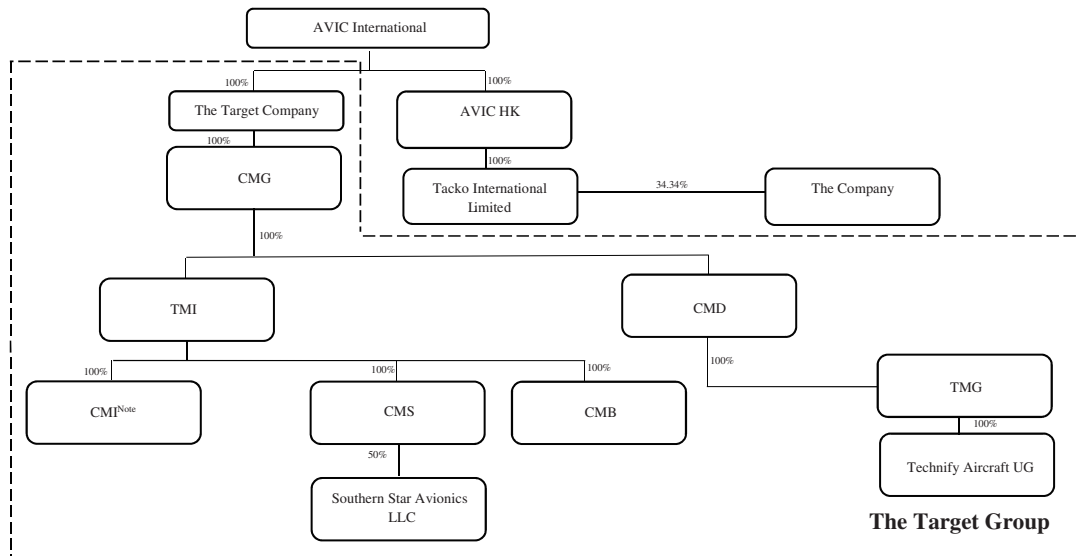 AVIC International
100%
100%
The Target Company
AVIC HK
100%
100%
CMG
Tacko International
Limited
34.34%
The Company
100%
TMI
CMD
100%
100%
100%
100%
CMI^Note
CMS
CMB
TMG
50%
100%
Southern Star Avionics
LLC
Technify Aircraft UG
The Target Group